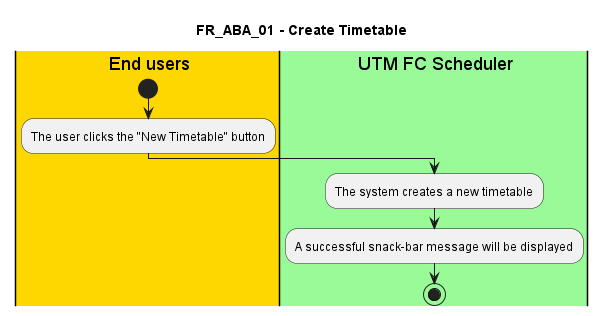 FR_ABA_01 - Create Timetable
End users
UTM FC Scheduler
The user clicks the "New Timetable" button
The system creates a new timetable
A successful snack-bar message will be displayed